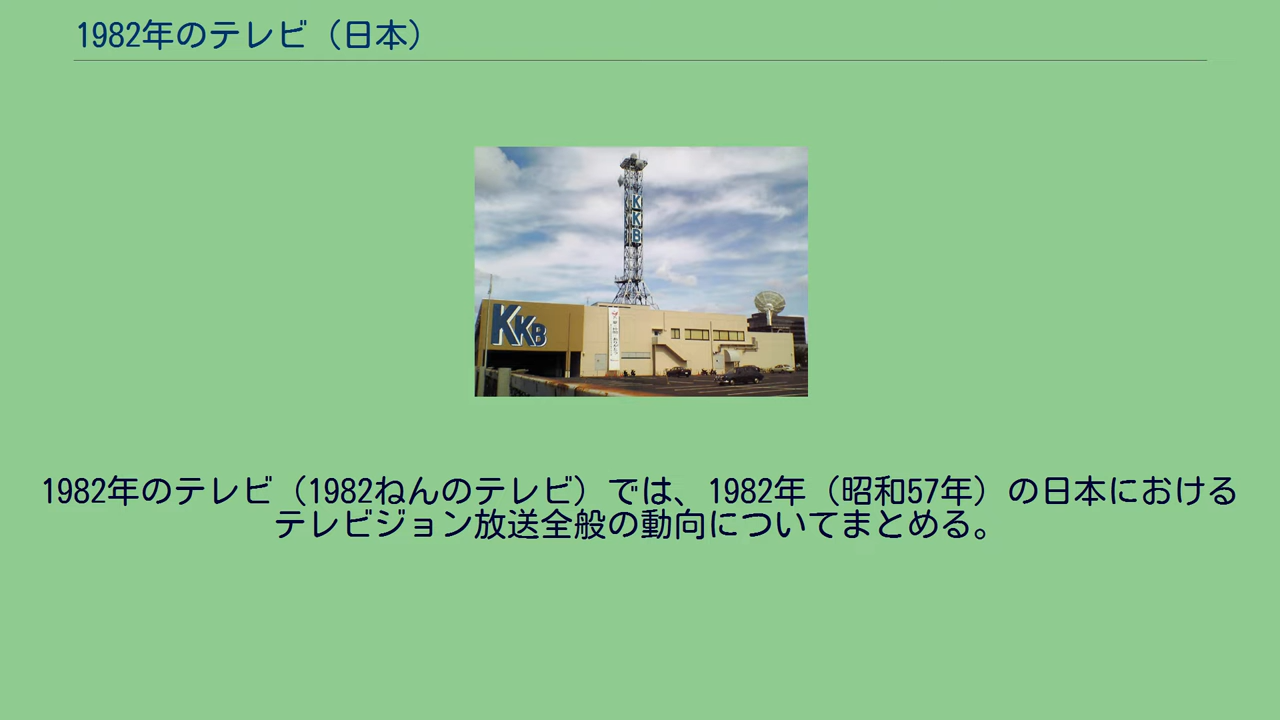 1982年のテレビ（日本）
KKB
KKB
1982年のテレビ（1982ねんのテレビ）では、1982年（昭和57年）の日本における
テレビジョン放送全般の動向についてまとめる。